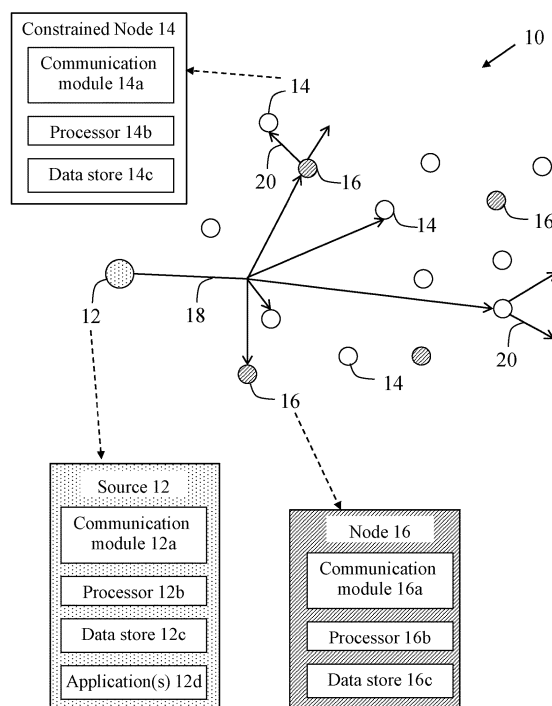 Constrained Node 14
Communication
module 14a
Processor 14b
Data store 14c
10
14
20
16
16
14
12
18
20
14
16
Source 12
Communication
module 12a
Processor 12b
Data store 12c
Application(s) 12d
Node 16
Communication
module 16a
Processor 16b
Data store 16c